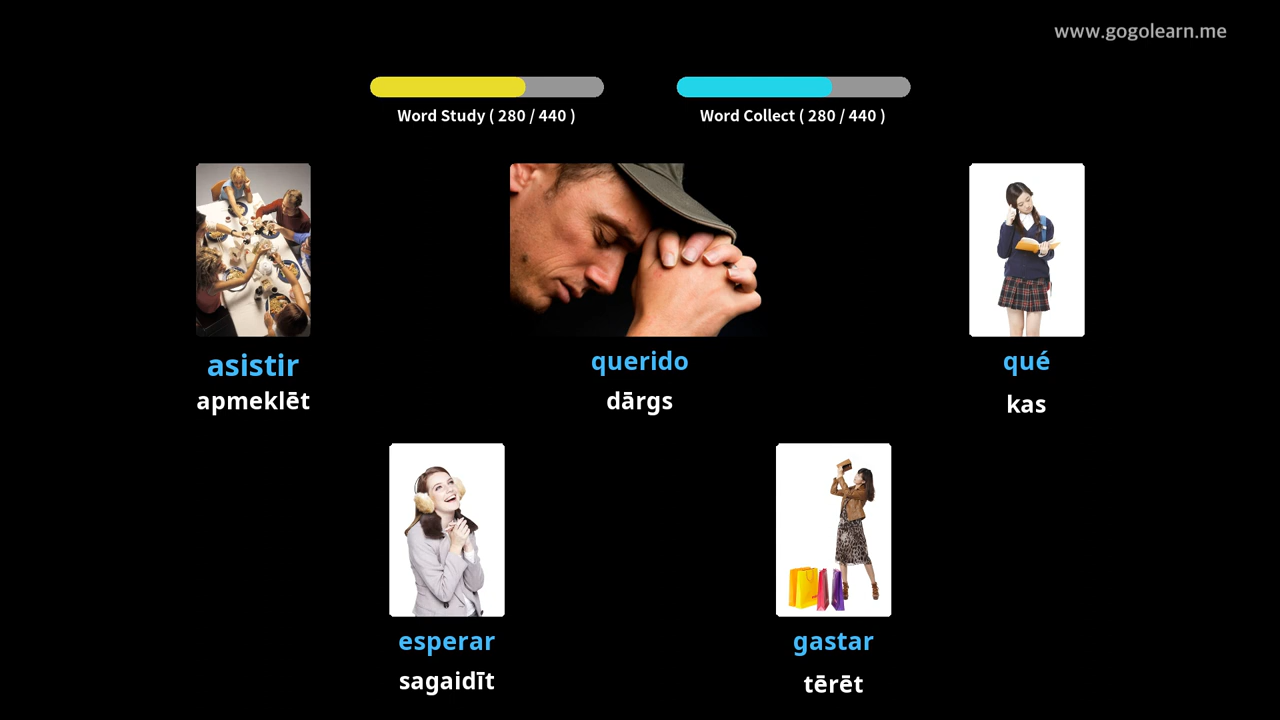 www.gogolearn.me
Word Study ( 280 / 440 )
Word Collect ( 280 / 440 )
asistir
apmeklēt
querido
dārgs
qué
kas
esperar
sagaidīt
gastar
tērēt